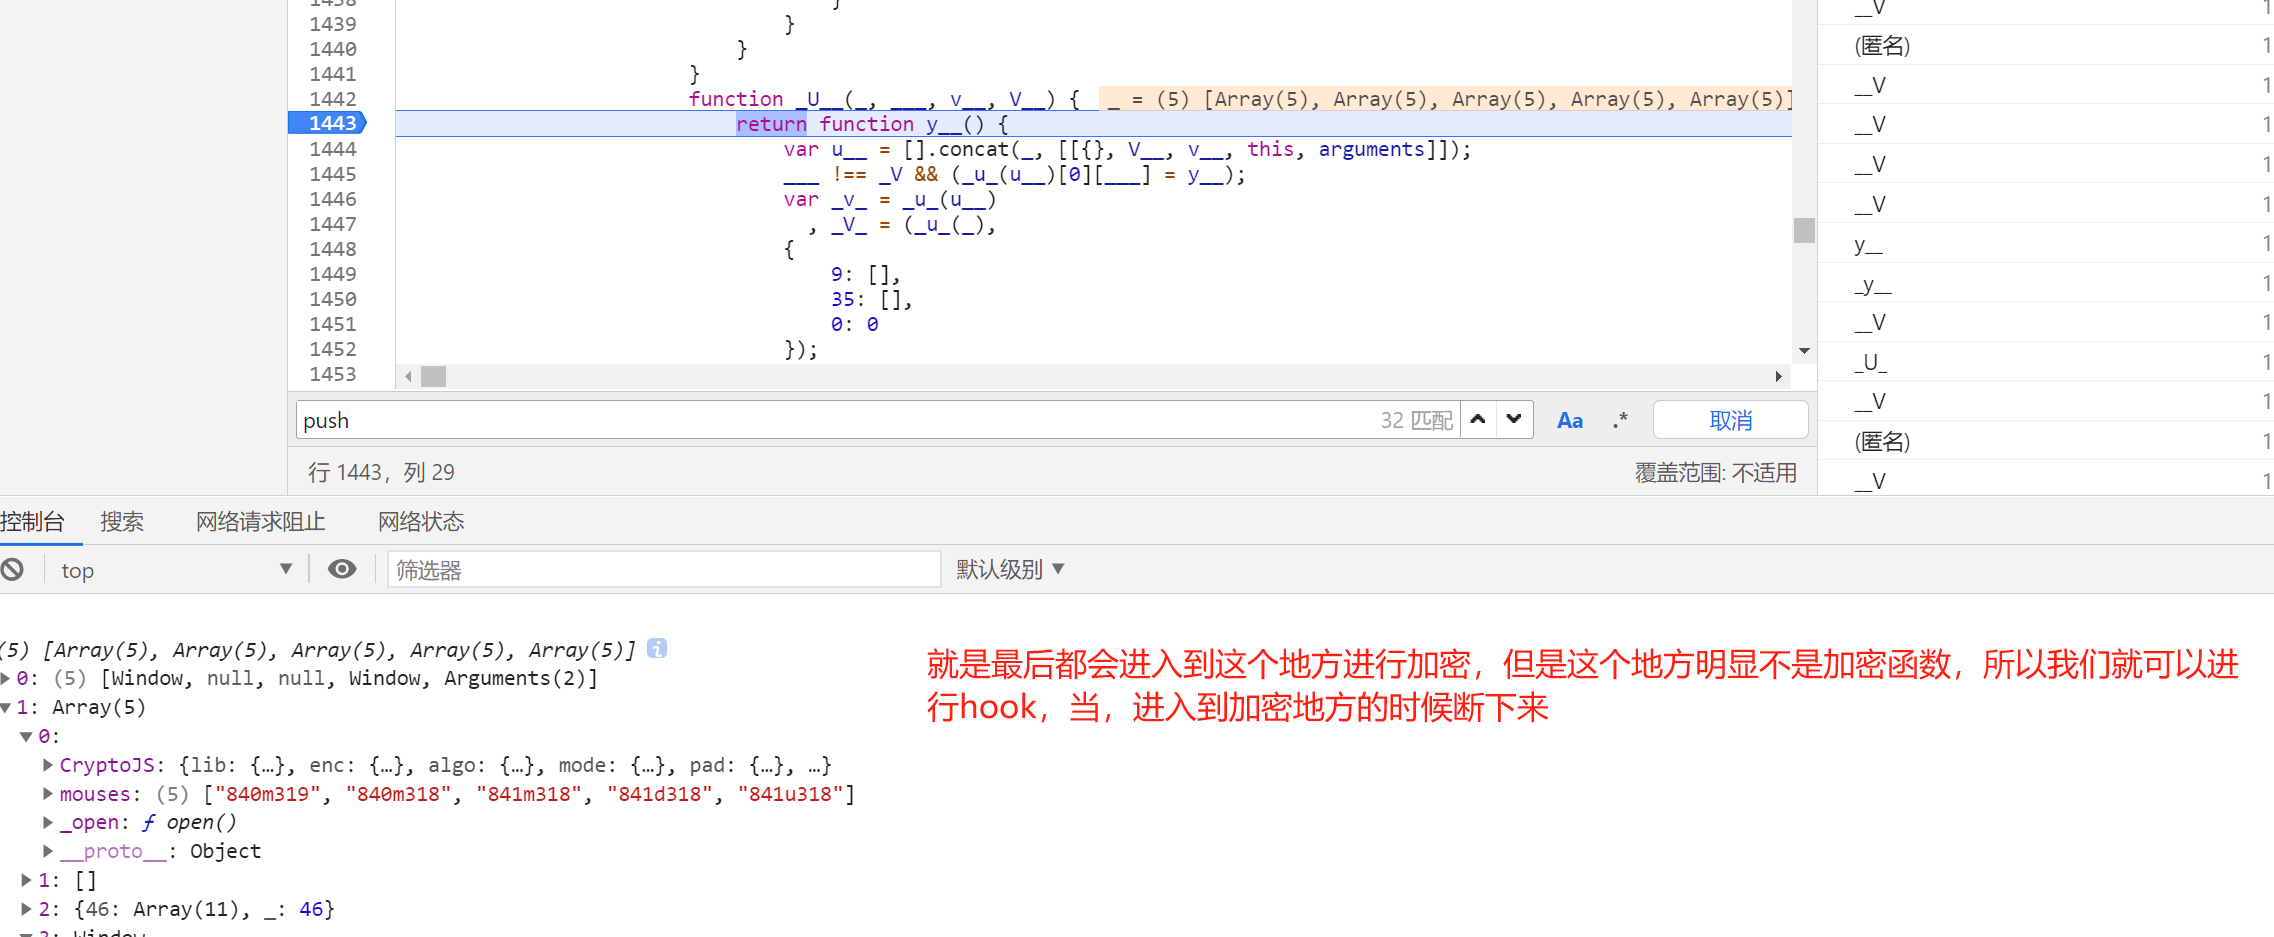 1438 }
1439 }
1440 }
1441 }
1442 function _U__(_, ___, v__, V__) { _ = (5) [Array(5), Array(5), Array(5), Array(5), Array(5)]
1443 return function y__() {
1444 var u__ = [].concat(_, [[{}, V__, v__, this, arguments]]);
1445 ___ !== _V && (_u_(u__)[0][___] = y__);
1446 var _v_ = _u_(u__)
1447 , _V_ = (_u_(_),
1448 {
1449 9: [],
1450 35: [],
1451 0: 0
1452 });
1453
push 32 匹配 Aa .* 取消
行 1443，列 29 覆盖范围: 不适用
__V 1
(匿名) 1
__V 1
__V 1
__V 1
__V 1
y__ 1
_y__ 1
__V 1
_U_ 1
__V 1
(匿名) 1
__V 1
控制台 搜索 网络请求阻止 网络状态
top 筛选器 默认级别
(5) [Array(5), Array(5), Array(5), Array(5), Array(5)] i
0: (5) [Window, null, null, Window, Arguments(2)]
1: Array(5)
0:
CryptoJS: {lib: {…}, enc: {…}, algo: {…}, mode: {…}, pad: {…}, …}
mouses: (5) ["840m319", "840m318", "841m318", "841d318", "841u318"]
_open: ƒ open()
__proto__: Object
1: []
2: {46: Array(11), _: 46}
3: Window
就是最后都会进入到这个地方进行加密，但是这个地方明显不是加密函数，所以我们就可以进
行hook，当，进入到加密地方的时候断下来